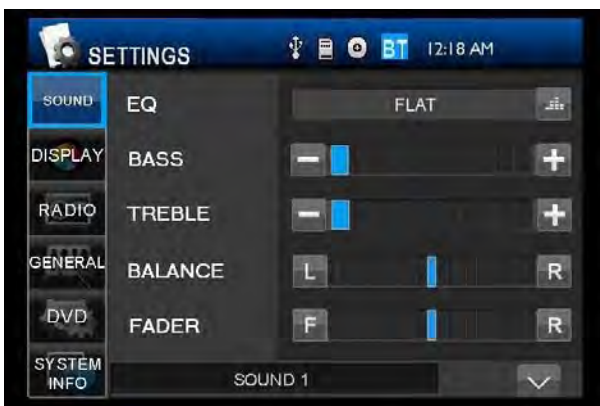 SETTINGS BT 12:18 AM
SOUND EQ FLAT
DISPLAY BASS - +
RADIO TREBLE - +
GENERAL BALANCE L R
DVD FADER F R
SYSTEM INFO SOUND 1